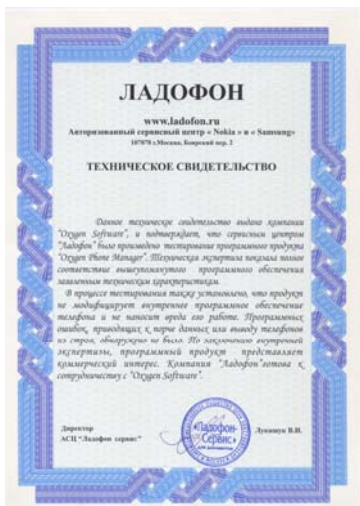 ЛАДОФОН
www.ladofon.ru
Авторизованный сервисный центр « Nokia » и « Samsung»
107078 г.Москва, Боярский пер. 2
ТЕХНИЧЕСКОЕ СВИДЕТЕЛЬСТВО
Данное техническое свидетельство выдано компании
"Oxygen Software", и подтверждает, что сервисным центром
"Ладофон" было произведено тестирование программного продукта
"Oxygen Phone Manager". Техническая экспертиза показала полное
соответствие вышеупомянутого программного обеспечения
заявленным техническим характеристикам.
В процессе тестирования также установлено, что продукт
не модифицирует внутреннее программное обеспечение
телефона и не наносит вреда его работе. Программных
ошибок, приводящих к порче данных или выводу телефонов
из строя, обнаружено не было. По заключению внутренней
экспертизы, программный продукт представляет
коммерческий интерес. Компания "Ладофон"готова к
сотрудничеству с "Oxygen Software".
Директор
АСЦ "Ладофон сервис"
«Ладофон-
Сервис»
Лукашук В.И.